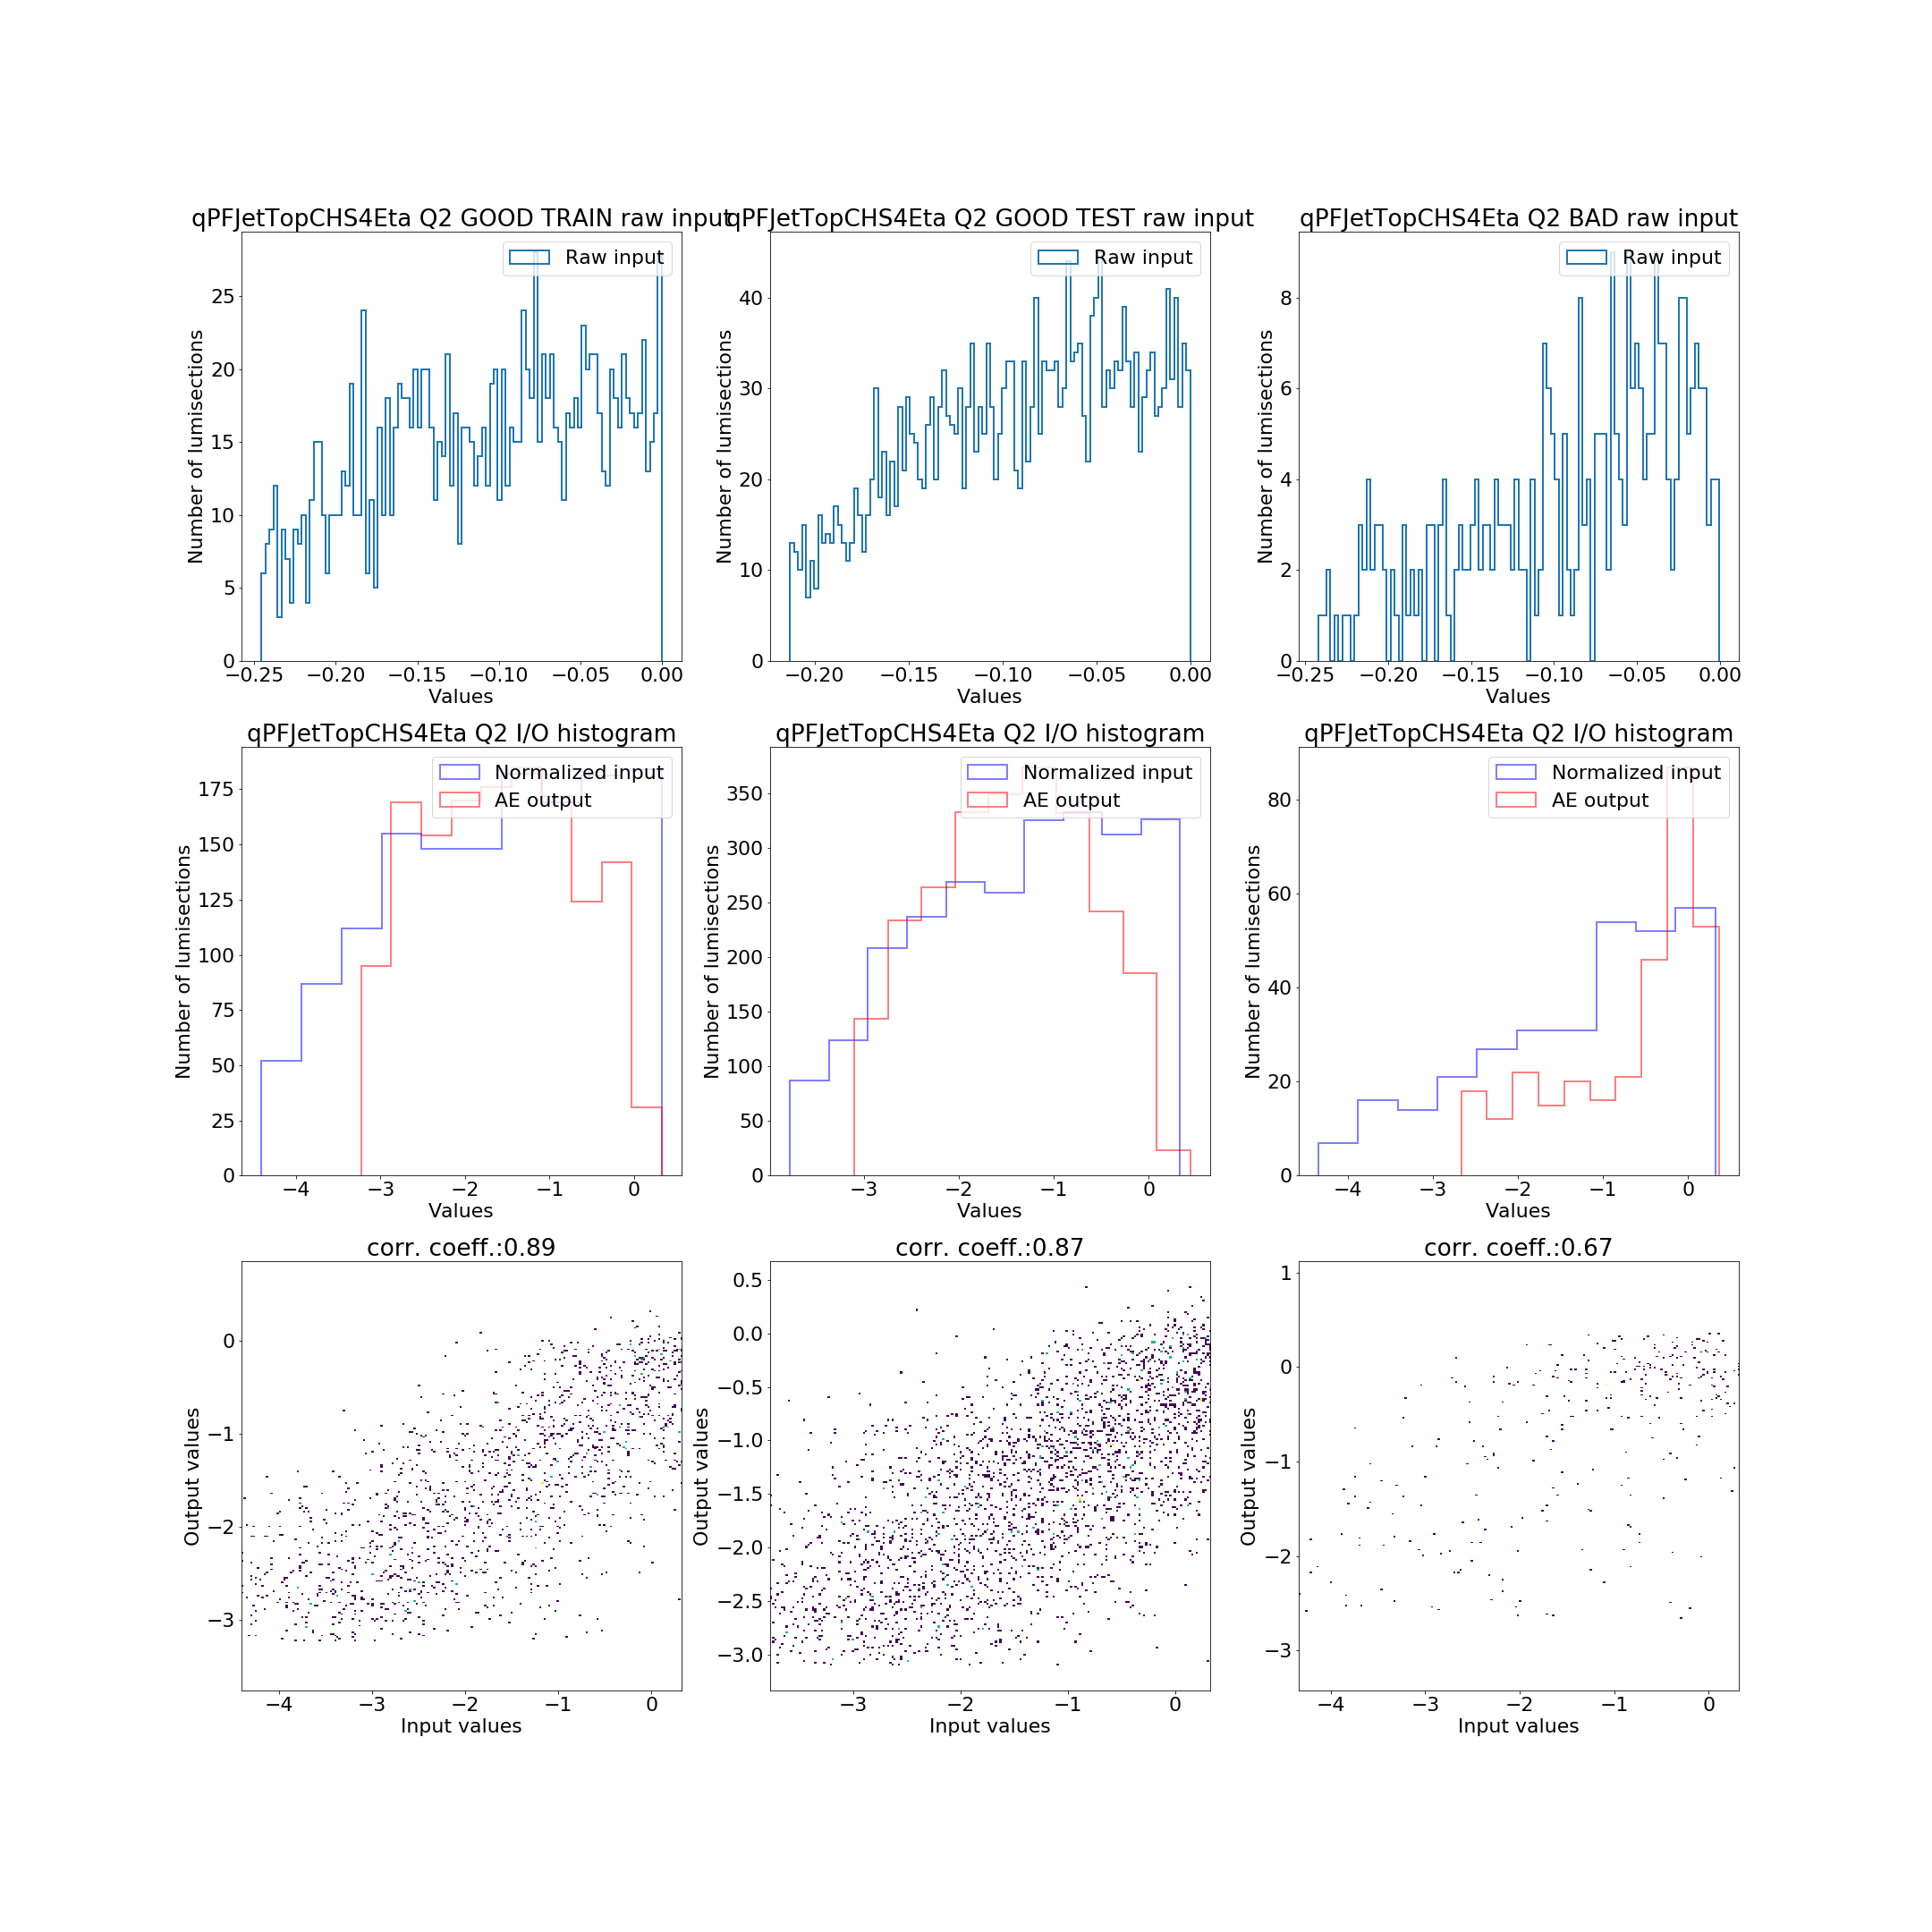 qPFJetTopCHS4Eta Q2 GOOD TRAIN raw input
Raw input
Number of lumisections
25
20
15
10
5
0
−0.25 −0.20 −0.15 −0.10 −0.05 0.00
Values
qPFJetTopCHS4Eta Q2 GOOD TEST raw input
Raw input
Number of lumisections
40
30
20
10
0
−0.20 −0.15 −0.10 −0.05 0.00
Values
qPFJetTopCHS4Eta Q2 BAD raw input
Raw input
Number of lumisections
8
6
4
2
0
−0.25 −0.20 −0.15 −0.10 −0.05 0.00
Values
qPFJetTopCHS4Eta Q2 I/O histogram
Normalized input
AE output
Number of lumisections
175
150
125
100
75
50
25
0
−4 −3 −2 −1 0
Values
qPFJetTopCHS4Eta Q2 I/O histogram
Normalized input
AE output
Number of lumisections
350
300
250
200
150
100
50
0
−3 −2 −1 0
Values
qPFJetTopCHS4Eta Q2 I/O histogram
Normalized input
AE output
Number of lumisections
80
60
40
20
0
−4 −3 −2 −1 0
Values
corr. coeff.:0.89
Output values
0
−1
−2
−3
−4 −3 −2 −1 0
Input values
corr. coeff.:0.87
Output values
0.5
0.0
−0.5
−1.0
−1.5
−2.0
−2.5
−3.0
−3 −2 −1 0
Input values
corr. coeff.:0.67
Output values
1
0
−1
−2
−3
−4 −3 −2 −1 0
Input values